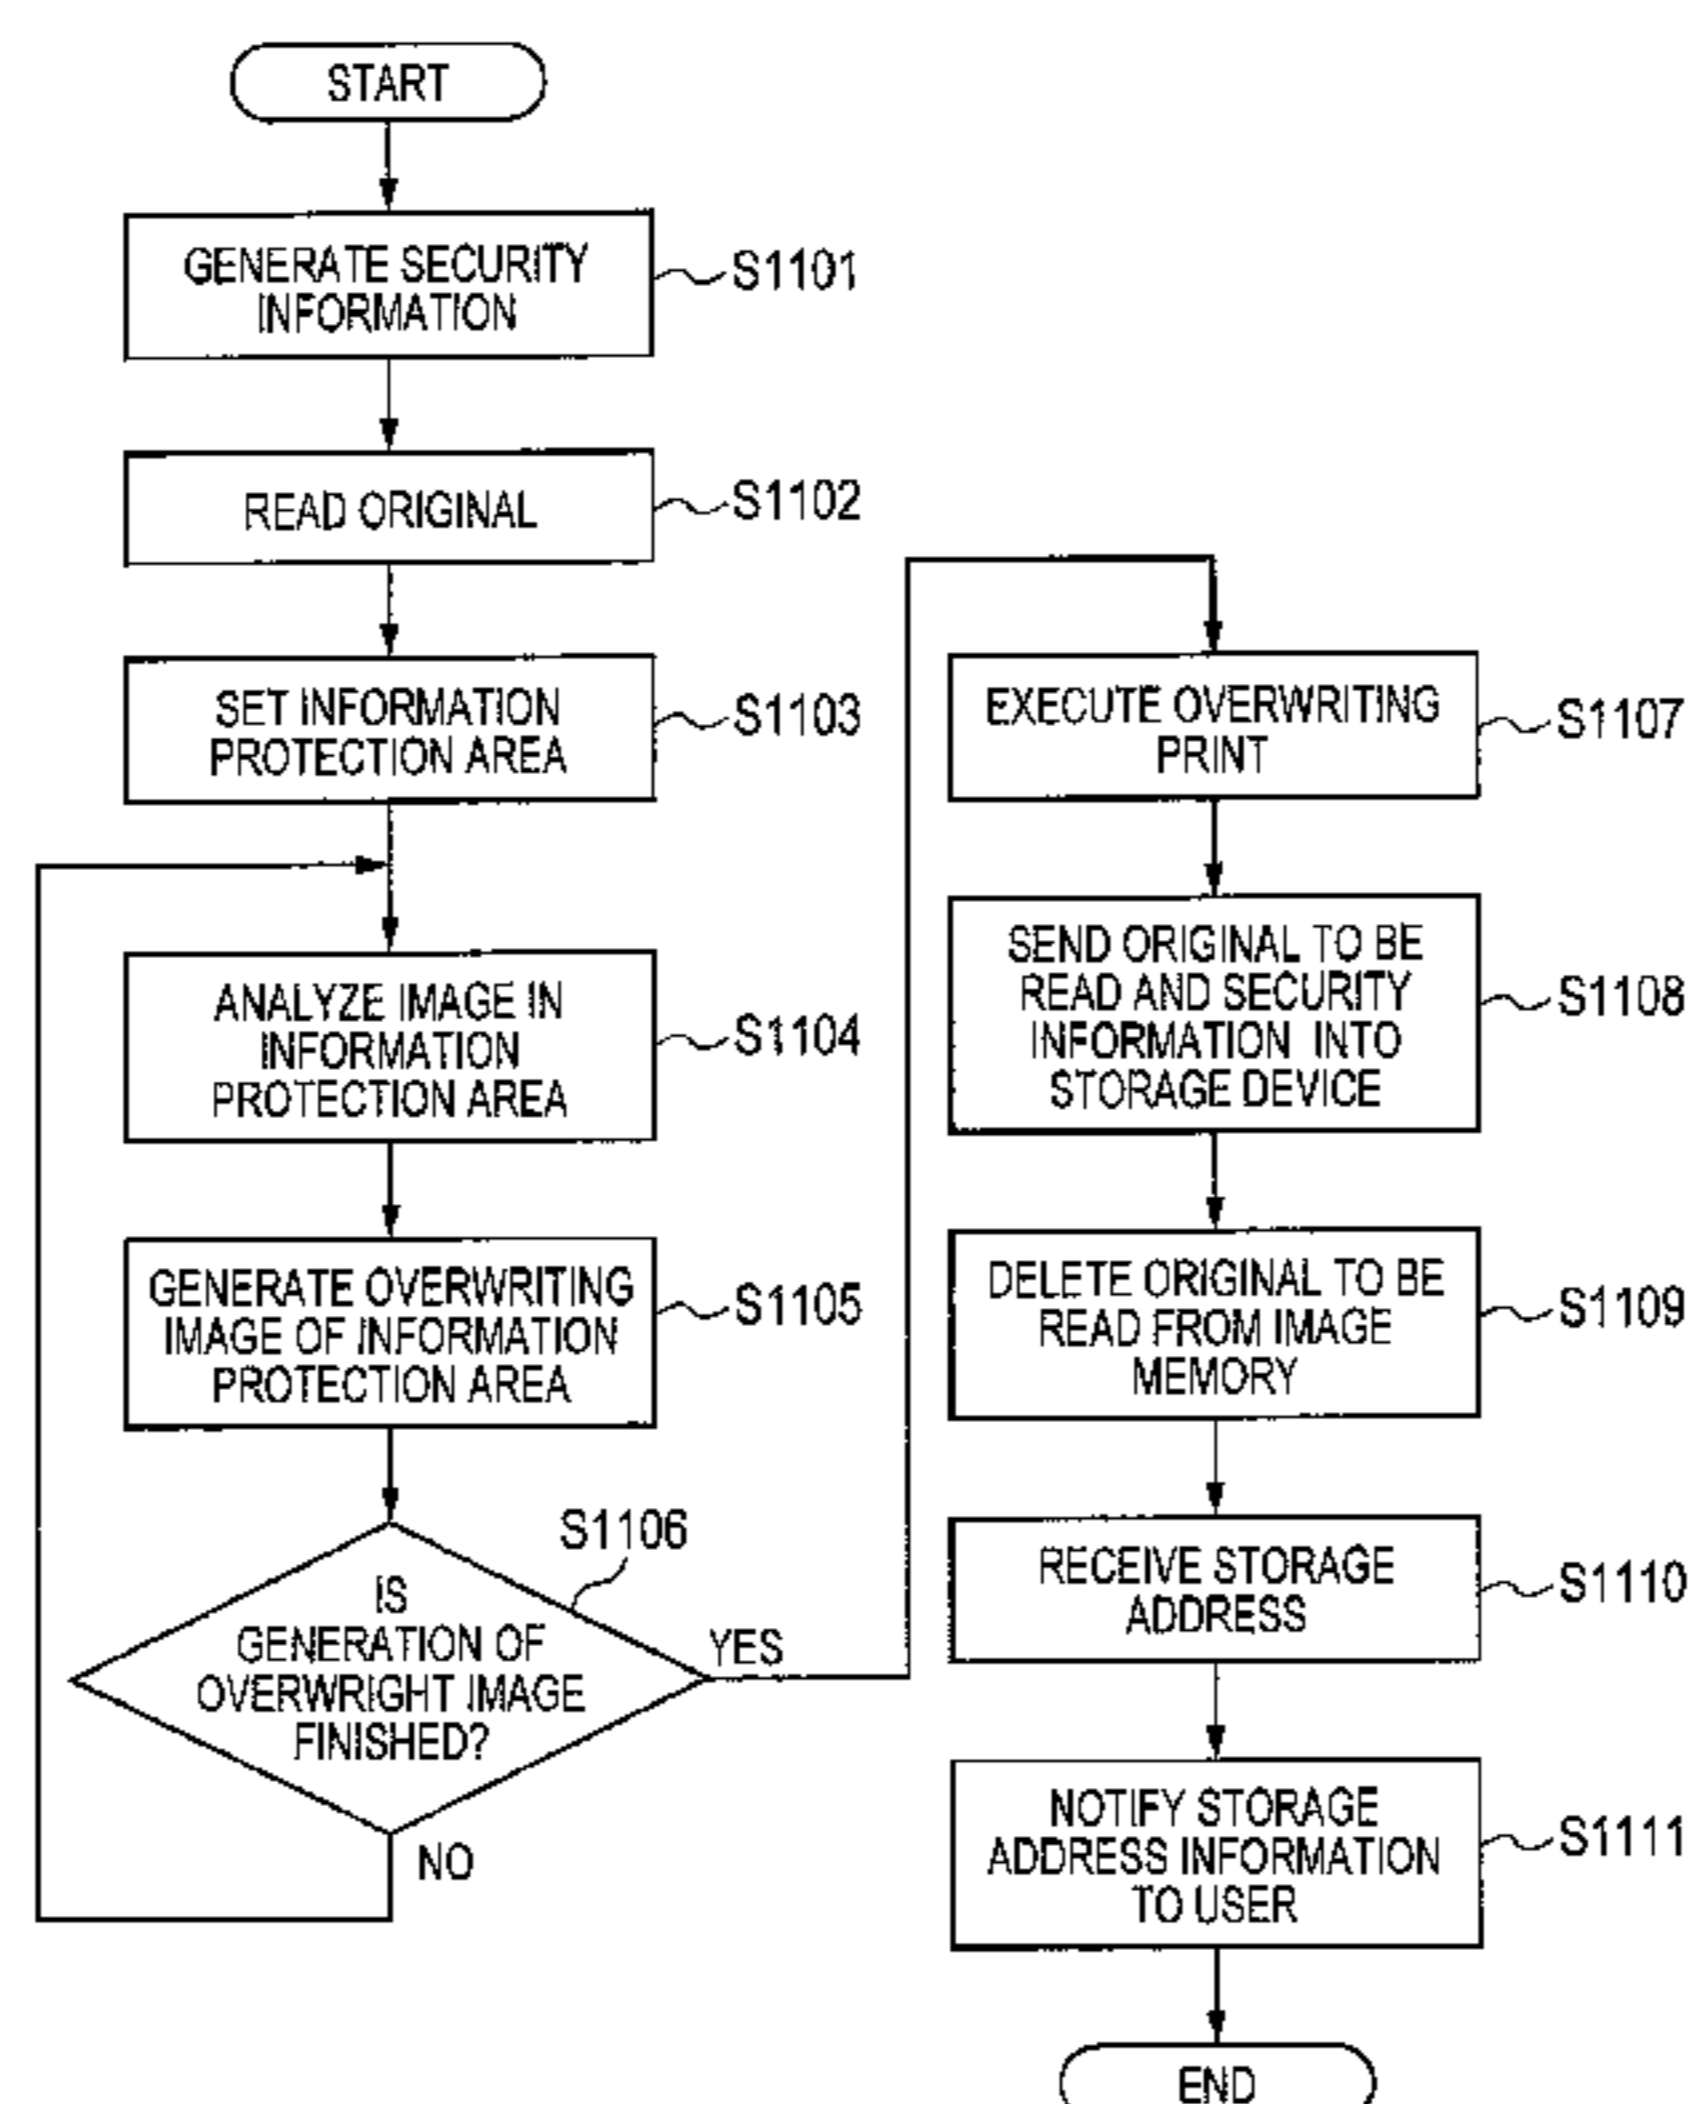 START
GENERATE SECURITY
INFORMATION
S1101
READ ORIGINAL
S1102
SET INFORMATION
PROTECTION AREA
S1103
ANALYZE IMAGE IN
INFORMATION
PROTECTION AREA
S1104
GENERATE OVERWRITING
IMAGE OF INFORMATION
PROTECTION AREA
S1105
S1106
IS
GENERATION OF
OVERWRIGHT IMAGE
FINISHED?
YES
NO
EXECUTE OVERWRITING
PRINT
S1107
SEND ORIGINAL TO BE
READ AND SECURITY
INFORMATION INTO
STORAGE DEVICE
S1108
DELETE ORIGINAL TO BE
READ FROM IMAGE
MEMORY
S1109
RECEIVE STORAGE
ADDRESS
S1110
NOTIFY STORAGE
ADDRESS INFORMATION
TO USER
S1111
END